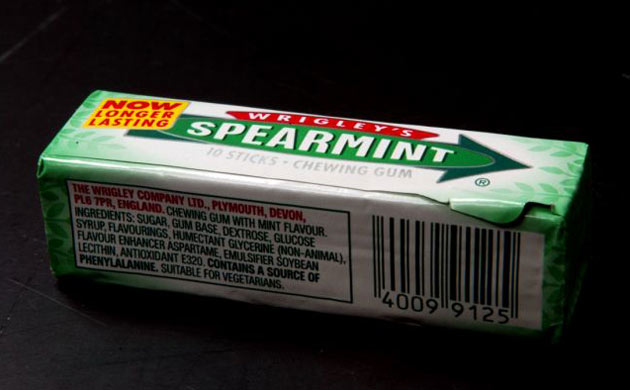 NOW
LONGER
LASTING
WRIGLEY'S
SPEARMINT
10 STICKS • CHEWING GUM
®
THE WRIGLEY COMPANY LTD., PLYMOUTH, DEVON,
PL6 7PR, ENGLAND. CHEWING GUM WITH MINT FLAVOUR.
INGREDIENTS: SUGAR, GUM BASE, DEXTROSE, GLUCOSE
SYRUP, FLAVOURINGS, HUMECTANT GLYCERINE (NON-ANIMAL),
FLAVOUR ENHANCER ASPARTAME, EMULSIFIER SOYBEAN
LECITHIN, ANTIOXIDANT E320. CONTAINS A SOURCE OF
PHENYLALANINE. SUITABLE FOR VEGETARIANS.
4009 9125